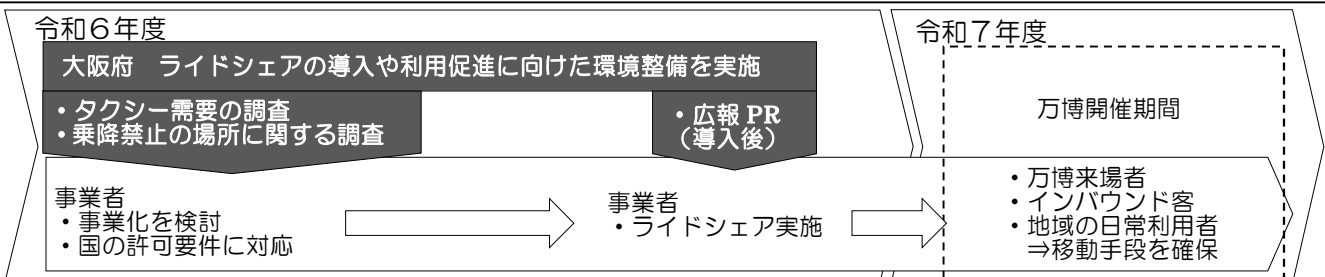 令和６年度
大阪府　ライドシェアの導入や利用促進に向けた環境整備を実施
・タクシー需要の調査
・乗降禁止の場所に関する調査
・広報 PR
（導入後）
事業者
・事業化を検討
・国の許可要件に対応
事業者
・ライドシェア実施
令和７年度
万博開催期間
・万博来場者
・インバウンド客
・地域の日常利用者
⇒移動手段を確保